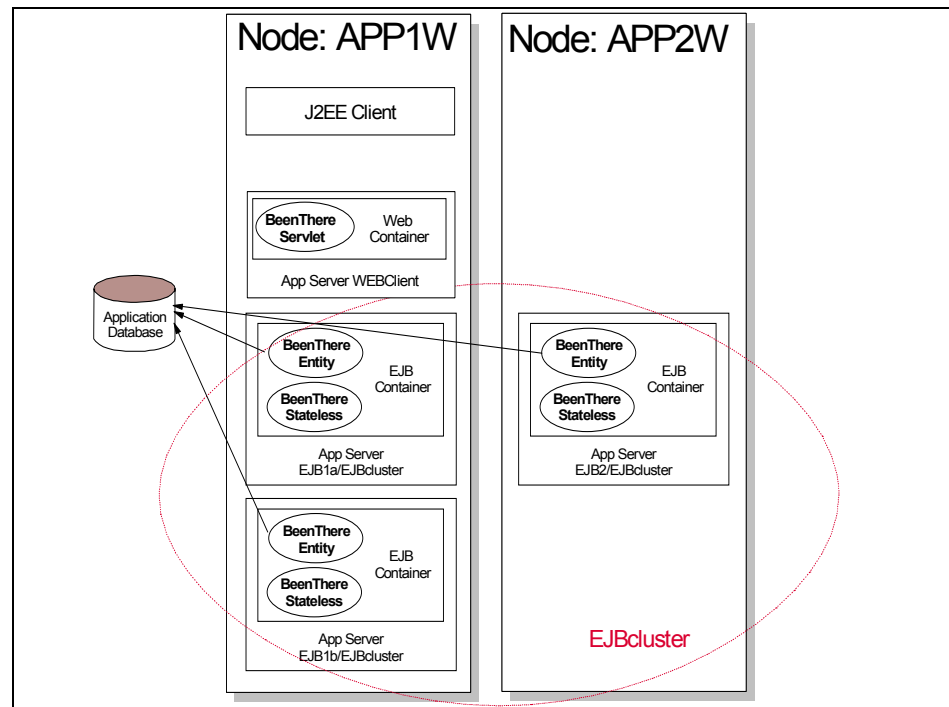 Node: APP1W
J2EE Client
BeenThere
Servlet
Web
Container
App Server WEBClient
Application
Database
BeenThere
Entity
EJB
Container
BeenThere
Stateless
App Server
EJB1a/EJBcluster
BeenThere
Entity
EJB
Container
BeenThere
Stateless
App Server
EJB1b/EJBcluster
Node: APP2W
BeenThere
Entity
EJB
Container
BeenThere
Stateless
App Server
EJB2/EJBcluster
EJBcluster